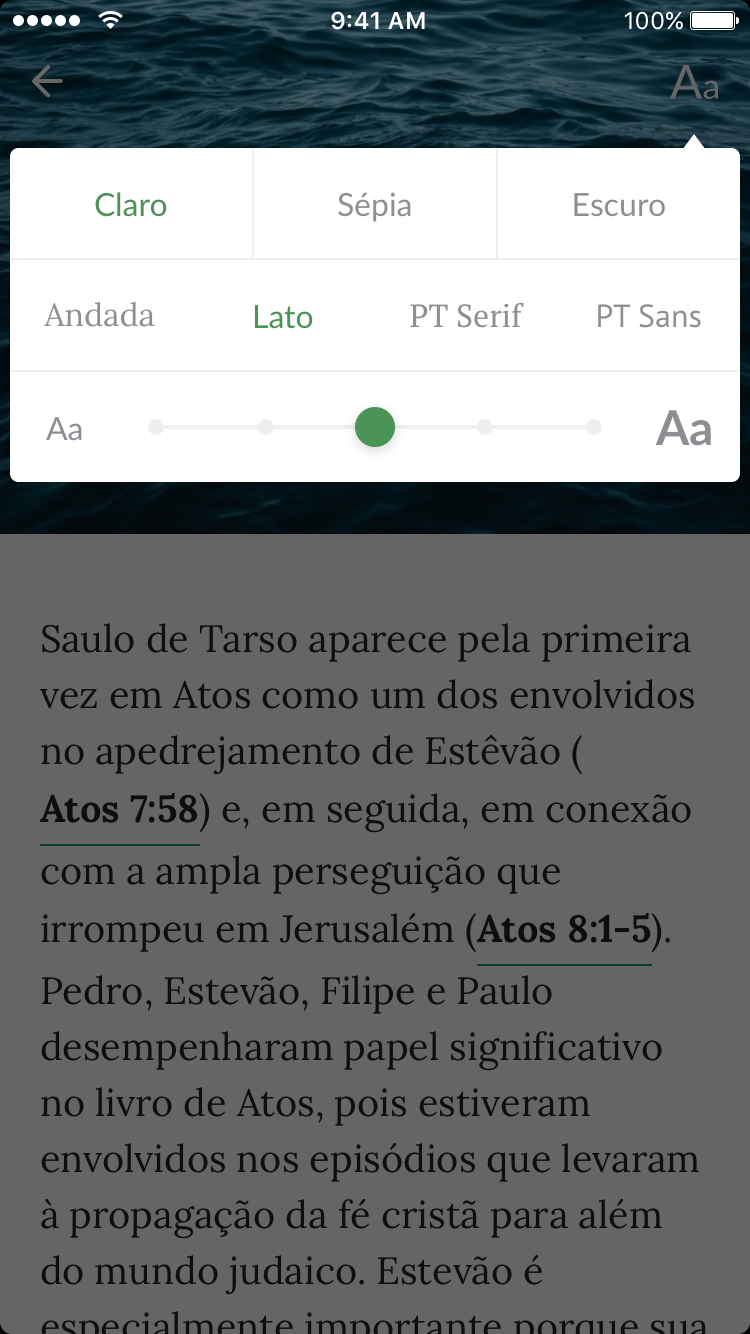 9:41 AM
100%
Aa
Claro
Sépia
Escuro
Andada
Lato
PT Serif
PT Sans
Aa
Aa
Saulo de Tarso aparece pela primeira
vez em Atos como um dos envolvidos
no apedrejamento de Estêvão (
Atos 7:58) e, em seguida, em conexão
com a ampla perseguição que
irrompeu em Jerusalém (Atos 8:1-5).
Pedro, Estevão, Filipe e Paulo
desempenharam papel significativo
no livro de Atos, pois estiveram
envolvidos nos episódios que levaram
à propagação da fé cristã para além
do mundo judaico. Estevão é
especialmente importante porque sua